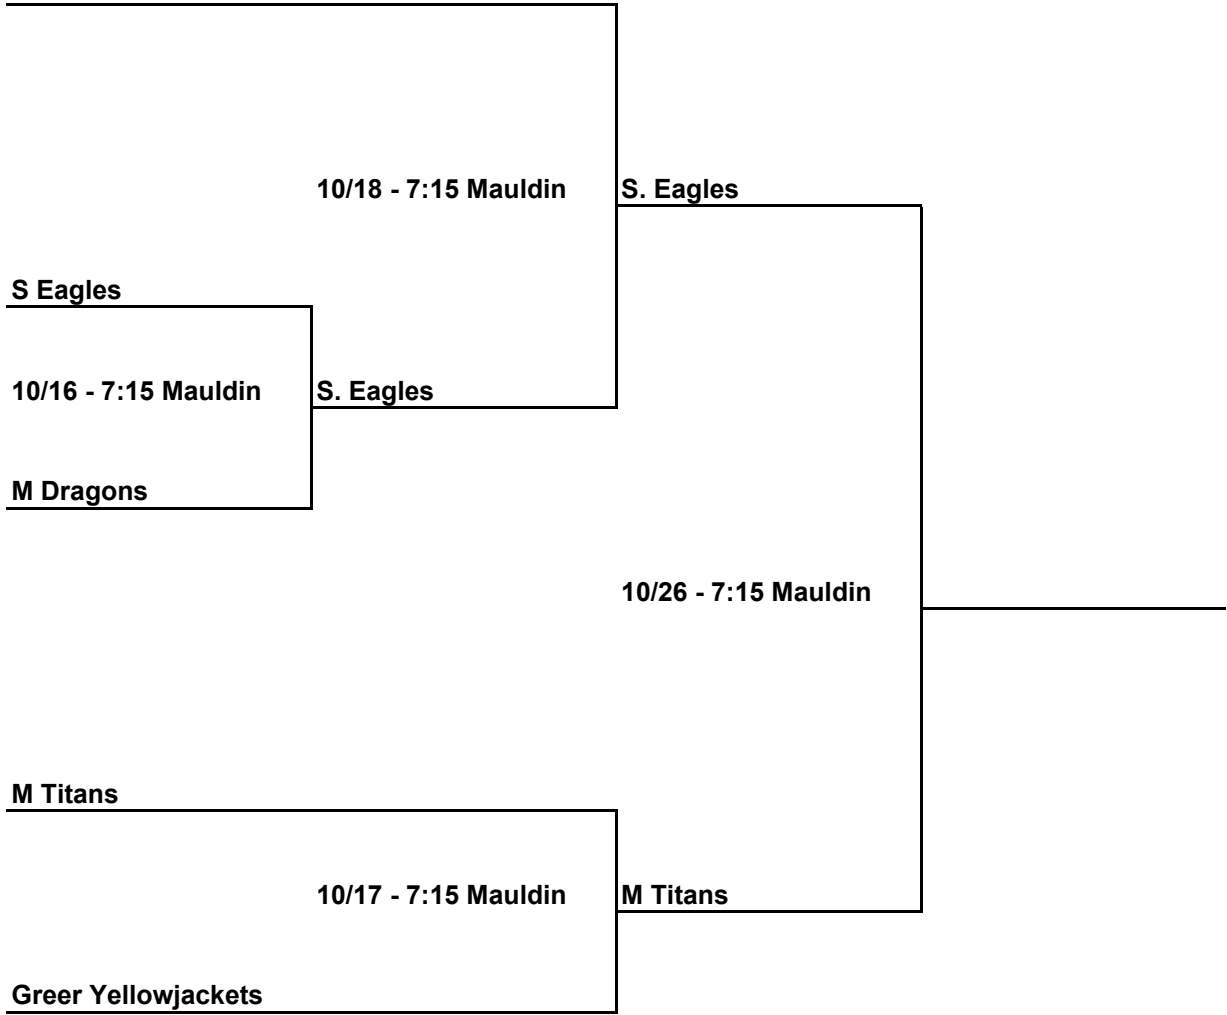 10/18 - 7:15 Mauldin
S. Eagles
S Eagles
10/16 - 7:15 Mauldin
S. Eagles
M Dragons
10/26 - 7:15 Mauldin
M Titans
10/17 - 7:15 Mauldin
M Titans
Greer Yellowjackets